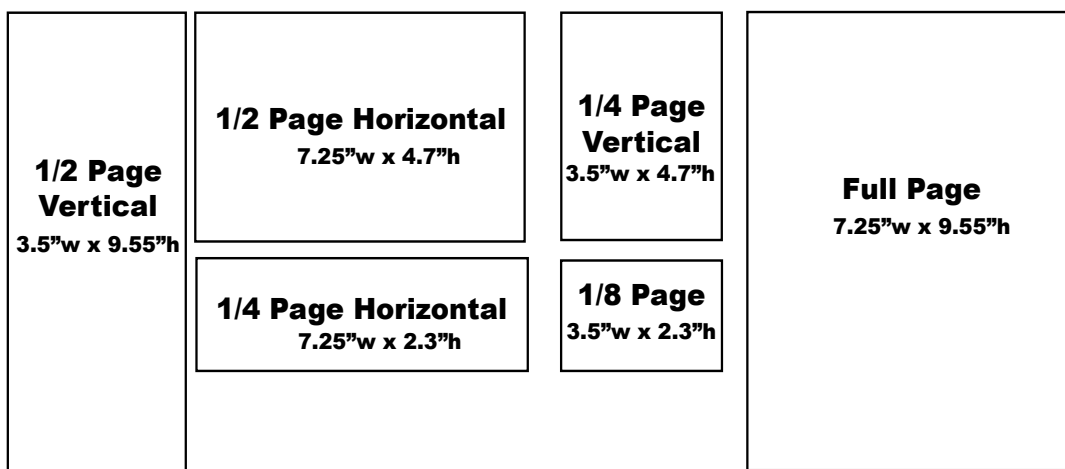 1/2 Page
Vertical
3.5”w x 9.55”h
1/2 Page Horizontal
7.25”w x 4.7”h
1/4 Page Horizontal
7.25”w x 2.3”h
1/4 Page
Vertical
3.5”w x 4.7”h
1/8 Page
3.5”w x 2.3”h
Full Page
7.25”w x 9.55”h